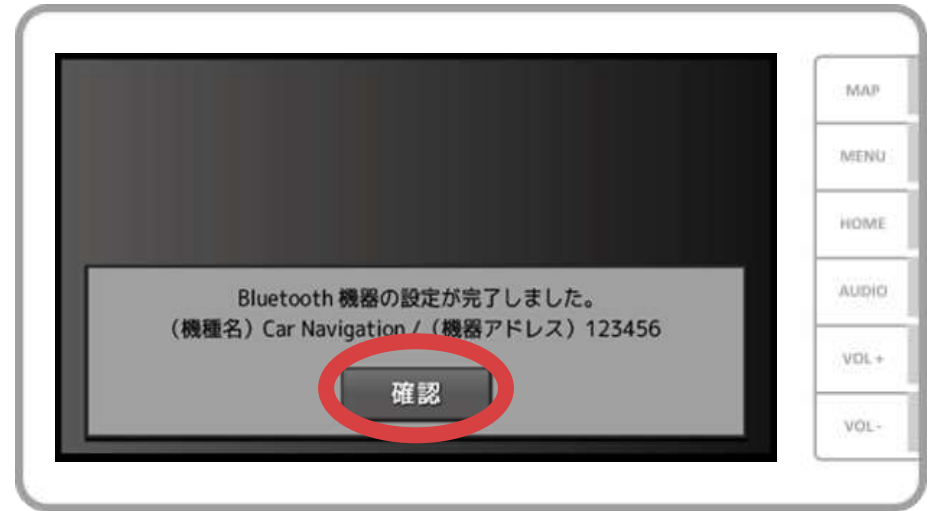 Bluetooth 機器の設定が完了しました。
（機種名）Car Navigation /（機器アドレス）123456
確認
MAP
MENU
HOME
AUDIO
VOL +
VOL -